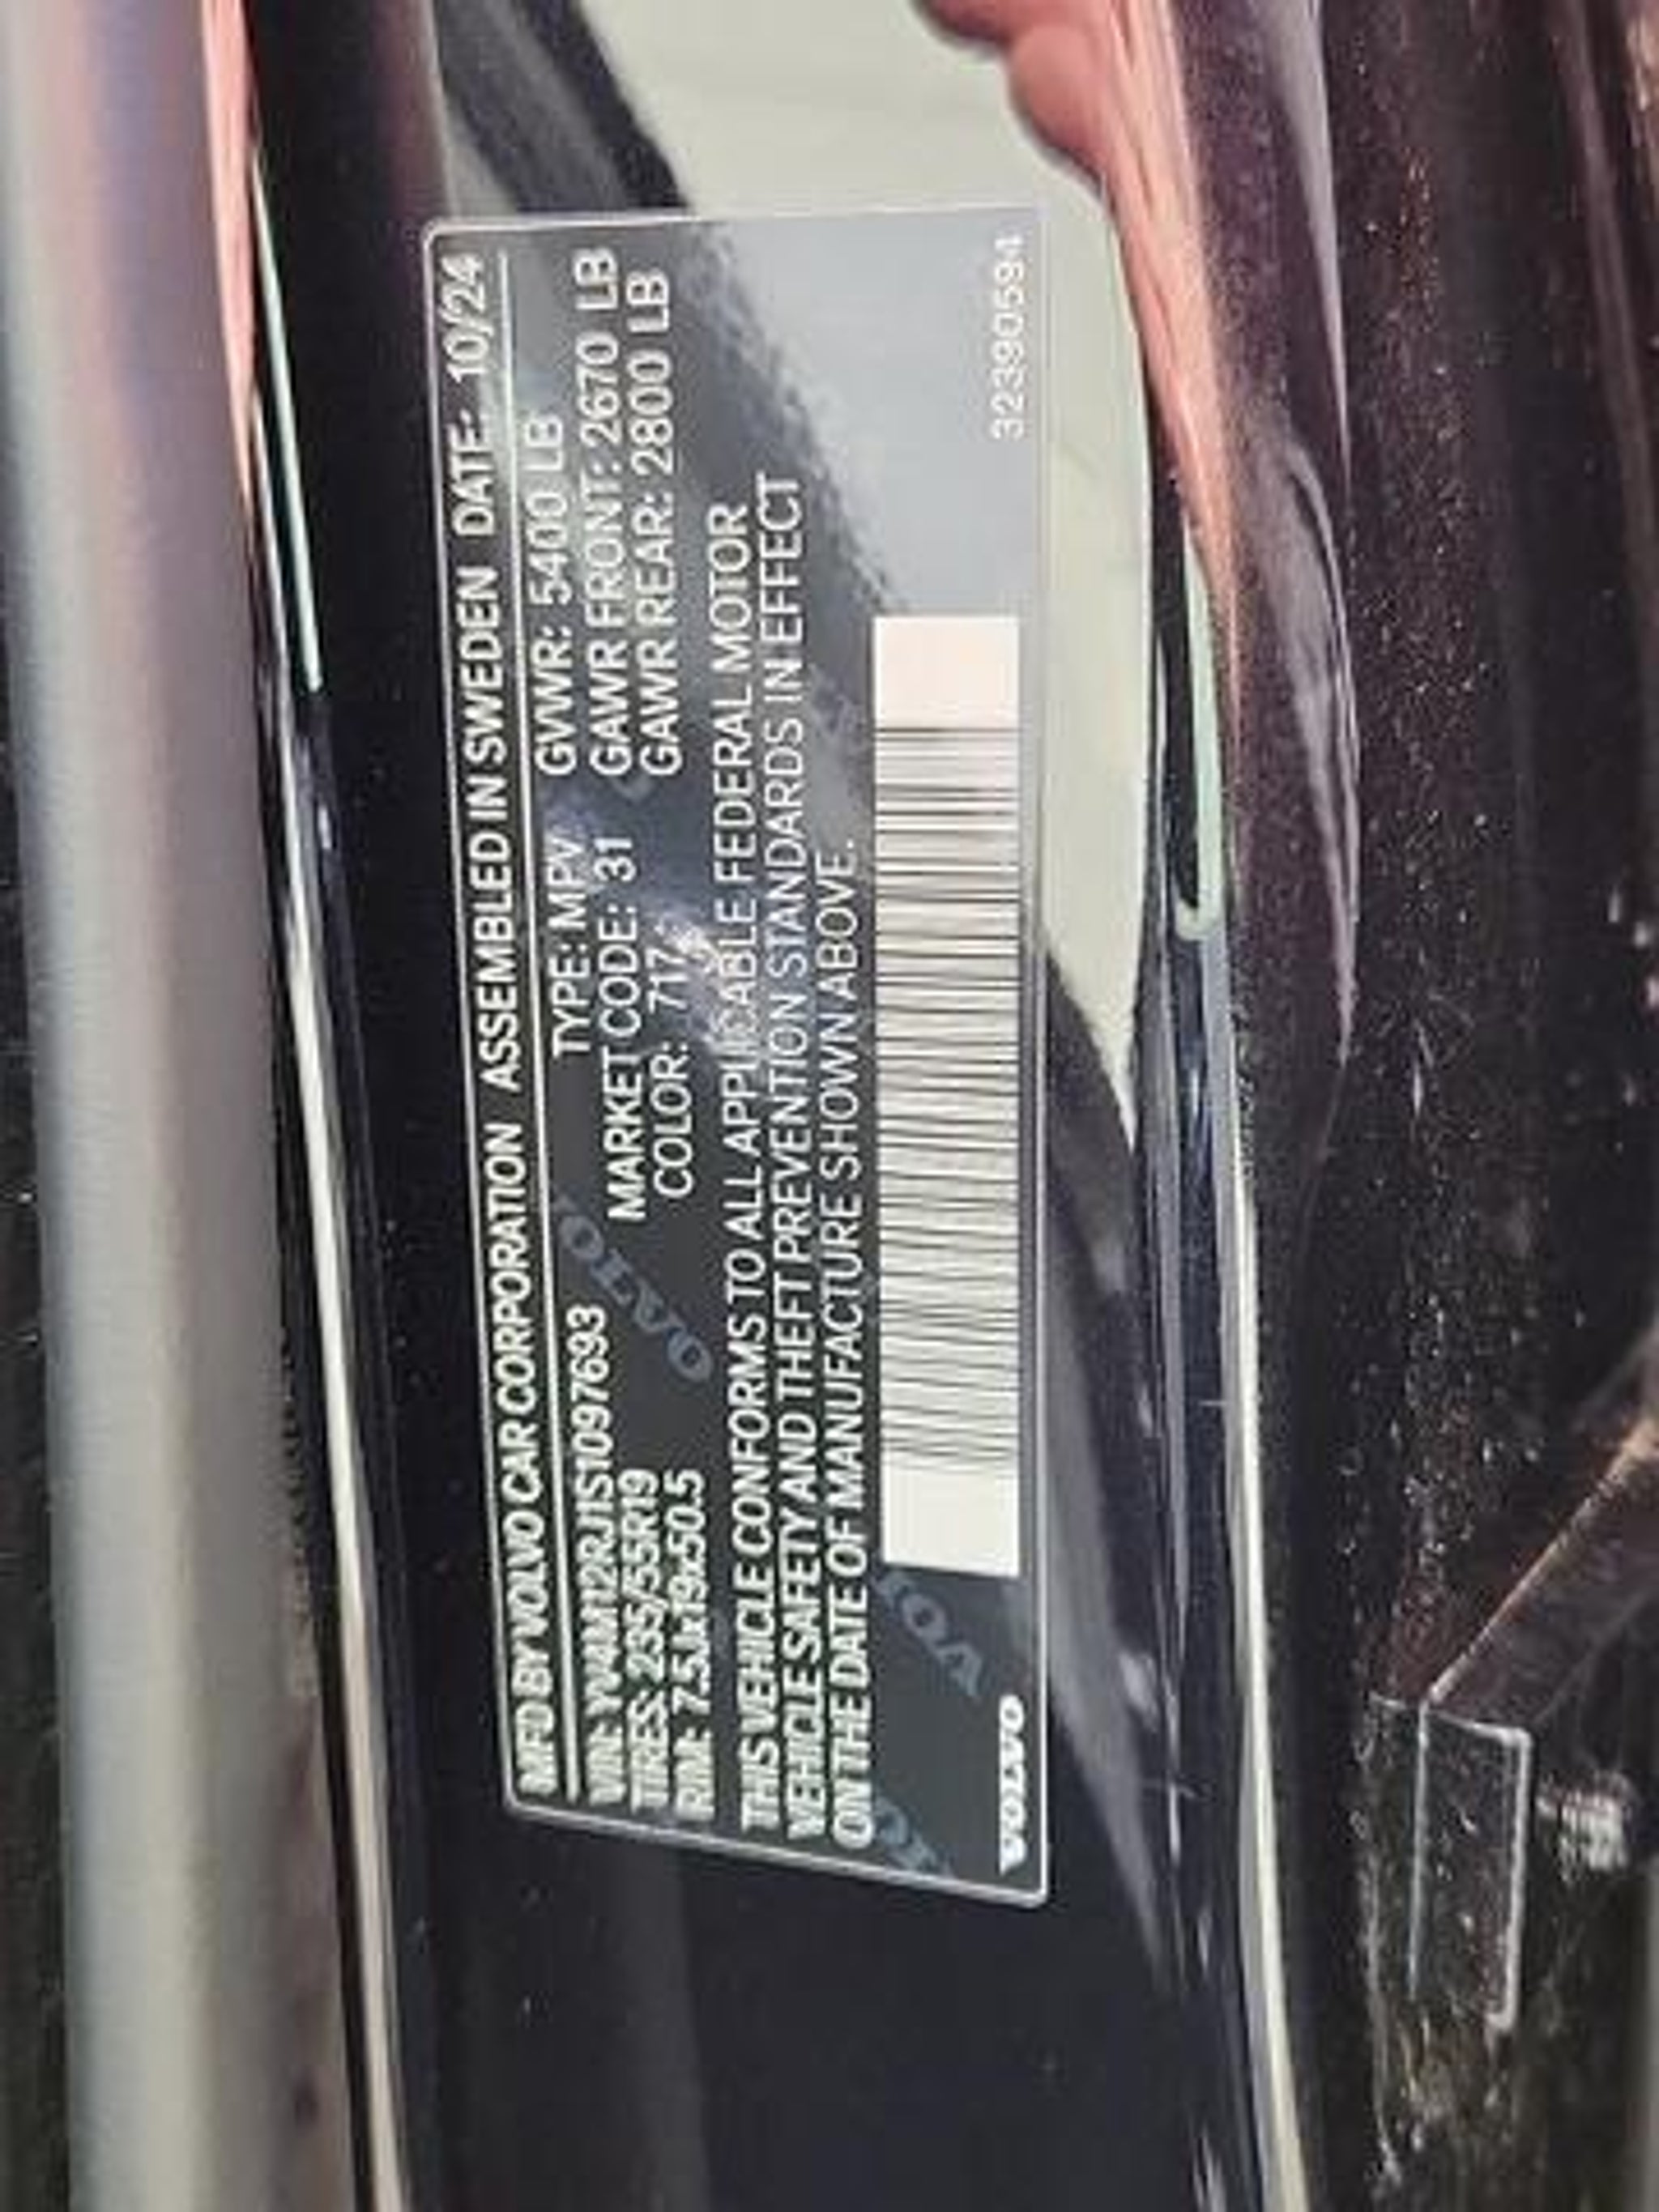 MFD BY VOLVO CAR CORPORATION ASSEMBLED IN SWEDEN DATE: 10/24
VIN: YV4M12RJ1S1097693 TYPE: MPV GVWR: 5400 LB
TIRES: 235/55R19 MARKET CODE: 31 GAWR FRONT: 2670 LB
RIM: 7.5Jx19x50.5 COLOR: 717 GAWR REAR: 2800 LB
THIS VEHICLE CONFORMS TO ALL APPLICABLE FEDERAL MOTOR
VEHICLE SAFETY AND THEFT PREVENTION STANDARDS IN EFFECT
ON THE DATE OF MANUFACTURE SHOWN ABOVE.
VOLVO 32390594